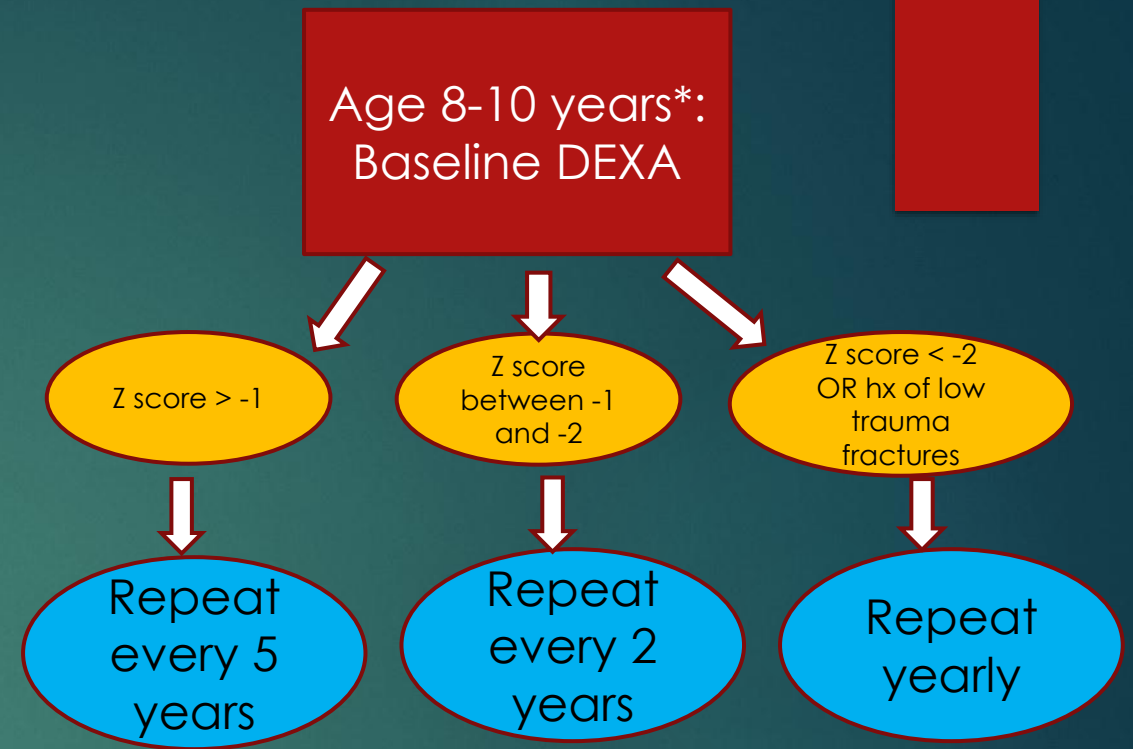 Age 8-10 years*:
Baseline DEXA
Z score > -1
Z score
between -1
and -2
Z score < -2
OR hx of low
trauma
fractures
Repeat
every 5
years
Repeat
every 2
years
Repeat
yearly